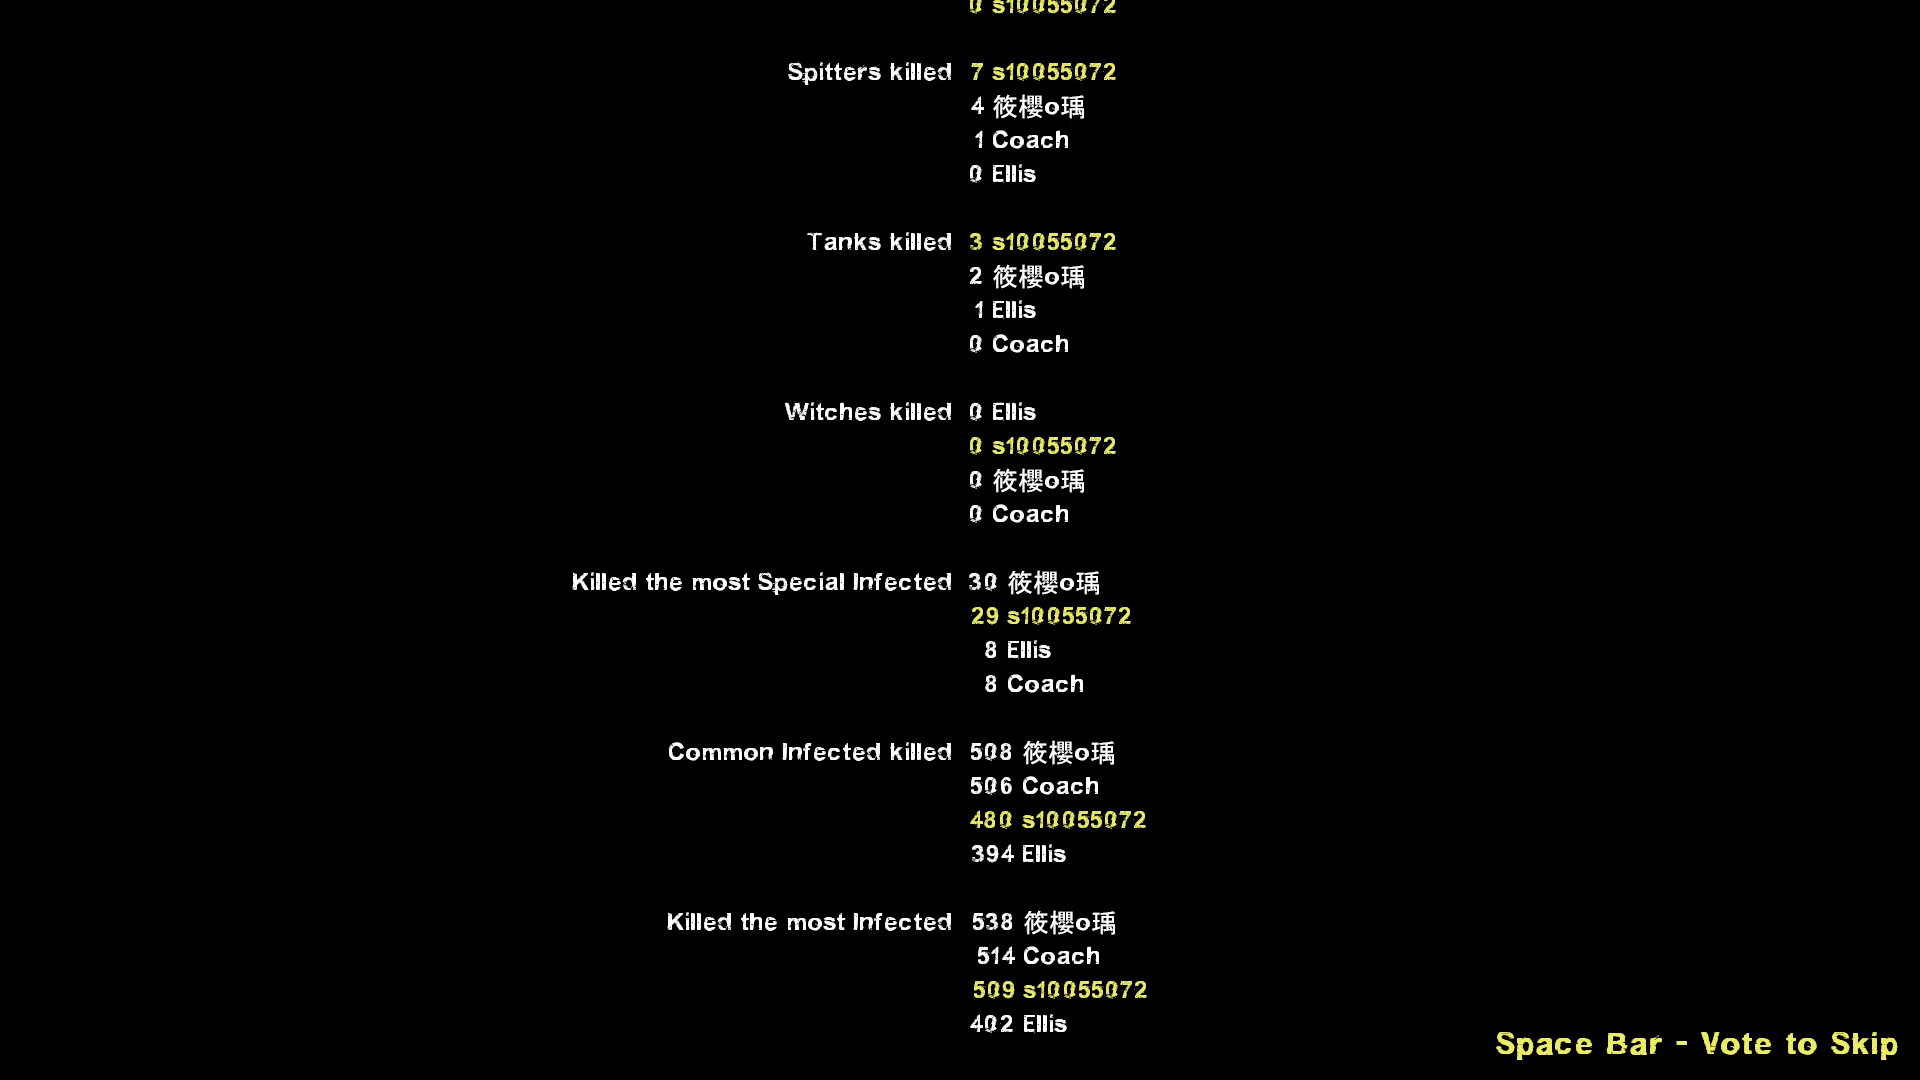 0 s10055072
Spitters killed 7 s10055072
4 筱櫻o瑀
1 Coach
0 Ellis
Tanks killed 3 s10055072
2 筱櫻o瑀
1 Ellis
0 Coach
Witches killed 0 Ellis
0 s10055072
0 筱櫻o瑀
0 Coach
Killed the most Special Infected 30 筱櫻o瑀
29 s10055072
8 Ellis
8 Coach
Common Infected killed 508 筱櫻o瑀
506 Coach
480 s10055072
394 Ellis
Killed the most Infected 538 筱櫻o瑀
514 Coach
509 s10055072
402 Ellis
Space Bar - Vote to Skip